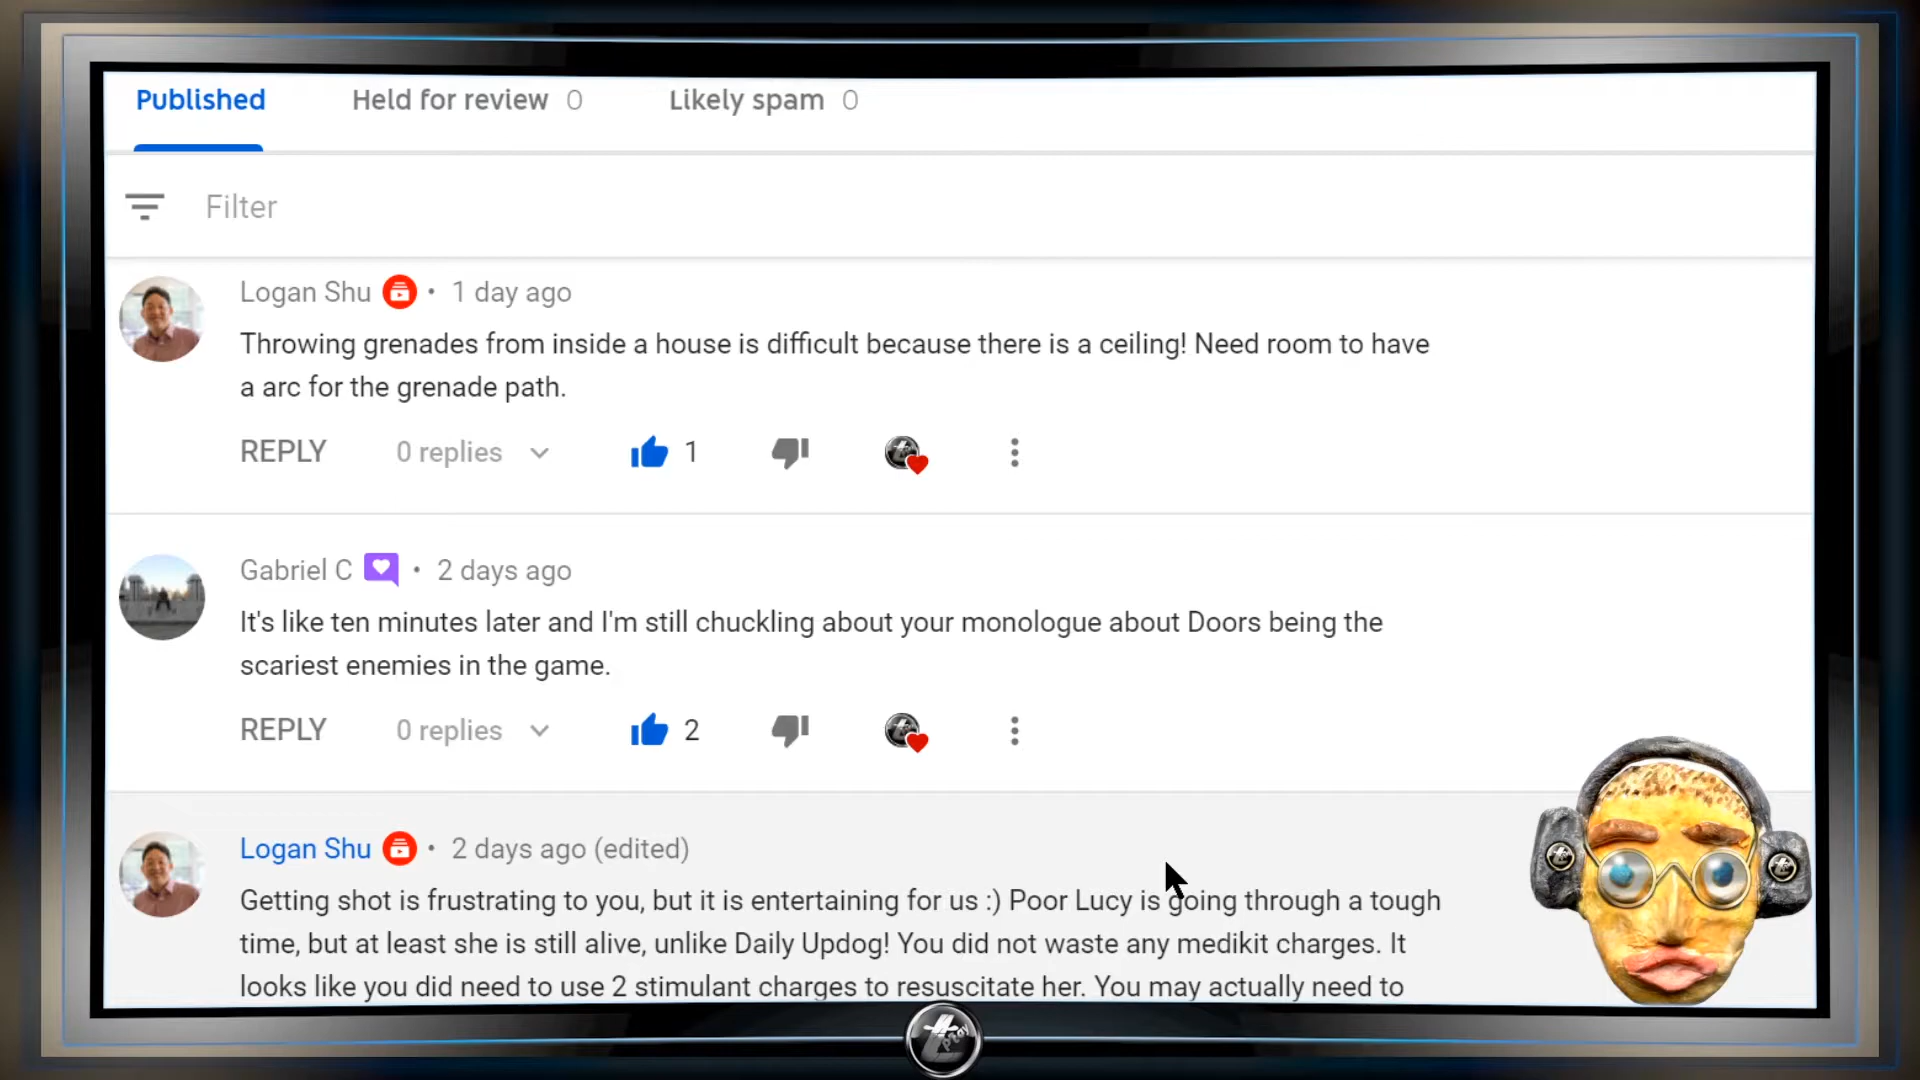 Published Held for review 0 Likely spam 0
Filter
Logan Shu • 1 day ago
Throwing grenades from inside a house is difficult because there is a ceiling! Need room to have
a arc for the grenade path.
REPLY 0 replies 1
Gabriel C • 2 days ago
It's like ten minutes later and I'm still chuckling about your monologue about Doors being the
scariest enemies in the game.
REPLY 0 replies 2
Logan Shu • 2 days ago (edited)
Getting shot is frustrating to you, but it is entertaining for us :) Poor Lucy is going through a tough
time, but at least she is still alive, unlike Daily Updog! You did not waste any medikit charges. It
looks like you did need to use 2 stimulant charges to resuscitate her. You may actually need to